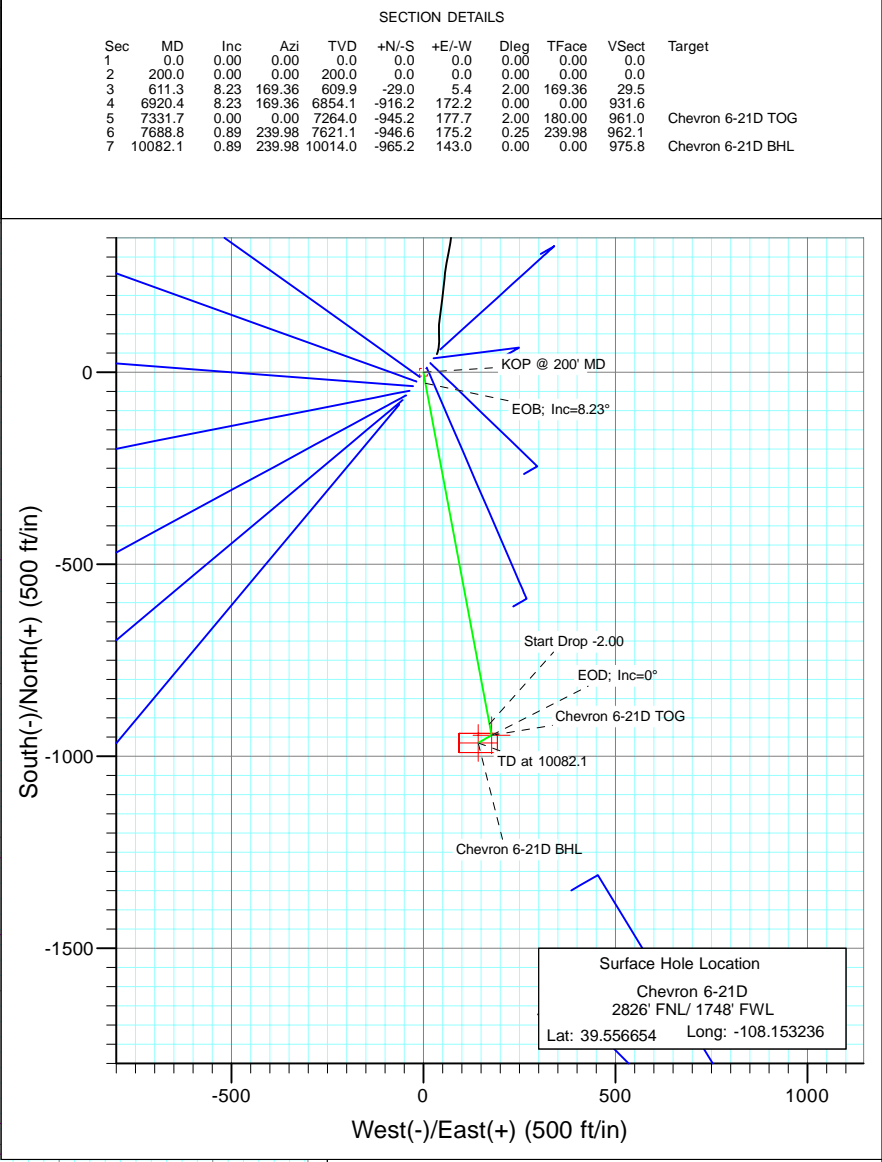 SECTION DETAILS
Sec MD Inc Azi TVD +N/-S +E/-W Dleg TFace VSect Target
1 0.0 0.00 0.00 0.0 0.0 0.0 0.00 0.00 0.0
2 200.0 0.00 0.00 200.0 0.0 0.0 0.00 0.00 0.0
3 611.3 8.23 169.36 609.9 -29.0 5.4 2.00 169.36 29.5
4 6920.4 8.23 169.36 6854.1 -916.2 172.2 0.00 0.00 931.6
5 7331.7 0.00 0.00 7264.0 -945.2 177.7 2.00 180.00 961.0 Chevron 6-21D TOG
6 7688.8 0.89 239.98 7621.1 -946.6 175.2 0.25 239.98 962.1
7 10082.1 0.89 239.98 10014.0 -965.2 143.0 0.00 0.00 975.8 Chevron 6-21D BHL
South(-)/North(+) (500 ft/in)
0
-500
-1000
-1500
KOP @ 200' MD
EOB; Inc=8.23°
Start Drop -2.00
EOD; Inc=0°
Chevron 6-21D TOG
TD at 10082.1
Chevron 6-21D BHL
Surface Hole Location
Chevron 6-21D
2826' FNL/ 1748' FWL
Lat: 39.556654 Long: -108.153236
-500 0 500 1000
West(-)/East(+) (500 ft/in)